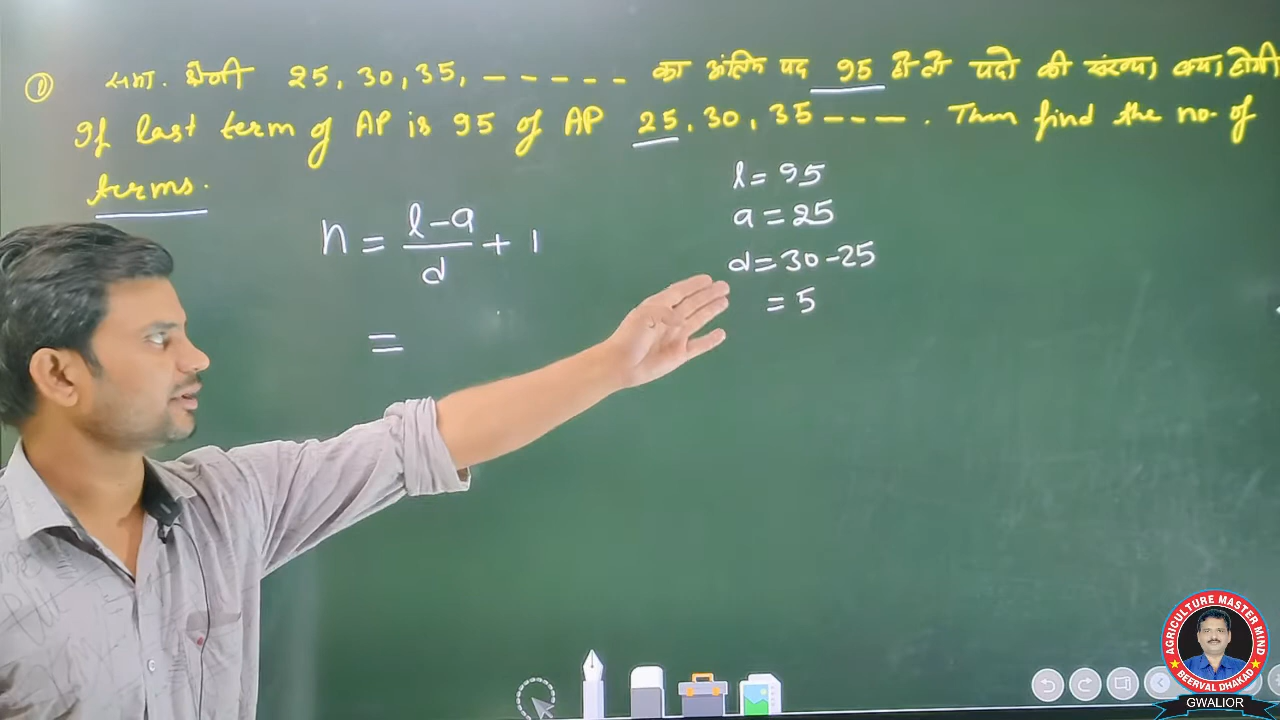 ① समा. श्रेणी 25, 30, 35, - - - - - का अंतिम पद 95 हो तो पदो की संख्या क्या होगी
If last term of AP is 95 of AP 25, 30, 35 - - - - . Then find the no. of
terms.
n = l-a/d + 1
=
l = 95
a = 25
d = 30-25
= 5
AGRICULTURE MASTER MIND
BEERVAL DHAKAD
GWALIOR